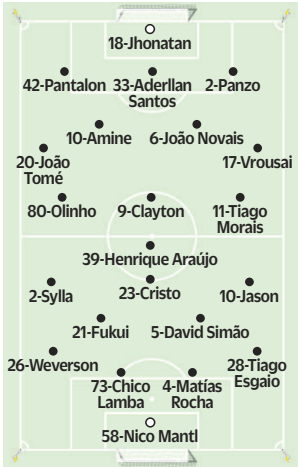 18-Jhonatan
42-Pantalon
33-Aderllan
Santos
2-Panzo
10-Amine
6-João Novais
20-João
Tomé
17-Vrousai
80-Olinho
9-Clayton
11-Tiago
Morais
39-Henrique Araújo
2-Sylla
23-Cristo
10-Jason
21-Fukui
5-David Simão
26-Weverson
28-Tiago
Esgaio
73-Chico
Lamba
4-Matías
Rocha
58-Nico Mantl